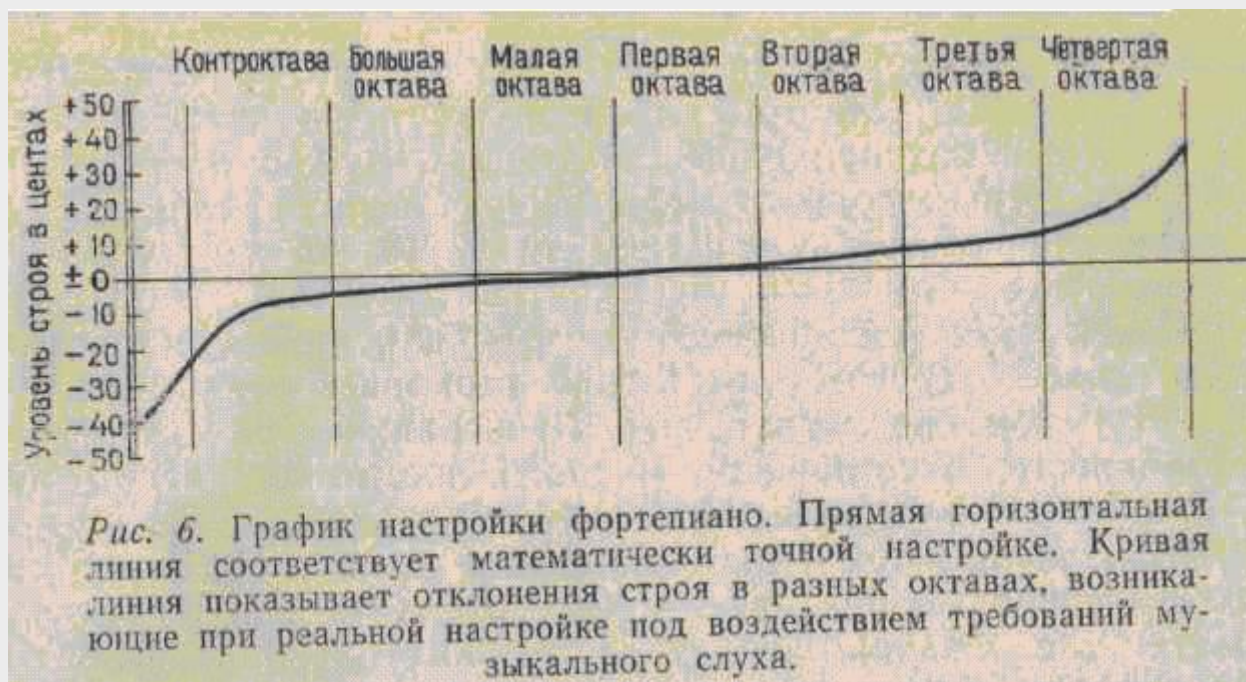 Контроктава Большая октава Малая октава Первая октава Вторая октава Третья октава Четвертая октава
Уровень строя в центах
+50
+40
+30
+20
+10
±0
-10
-20
-30
-40
-50
Рис. 6. График настройки фортепиано. Прямая горизонтальная
линия соответствует математически точной настройке. Кривая
линия показывает отклонения строя в разных октавах, возника-
ющие при реальной настройке под воздействием требований му-
зыкального слуха.